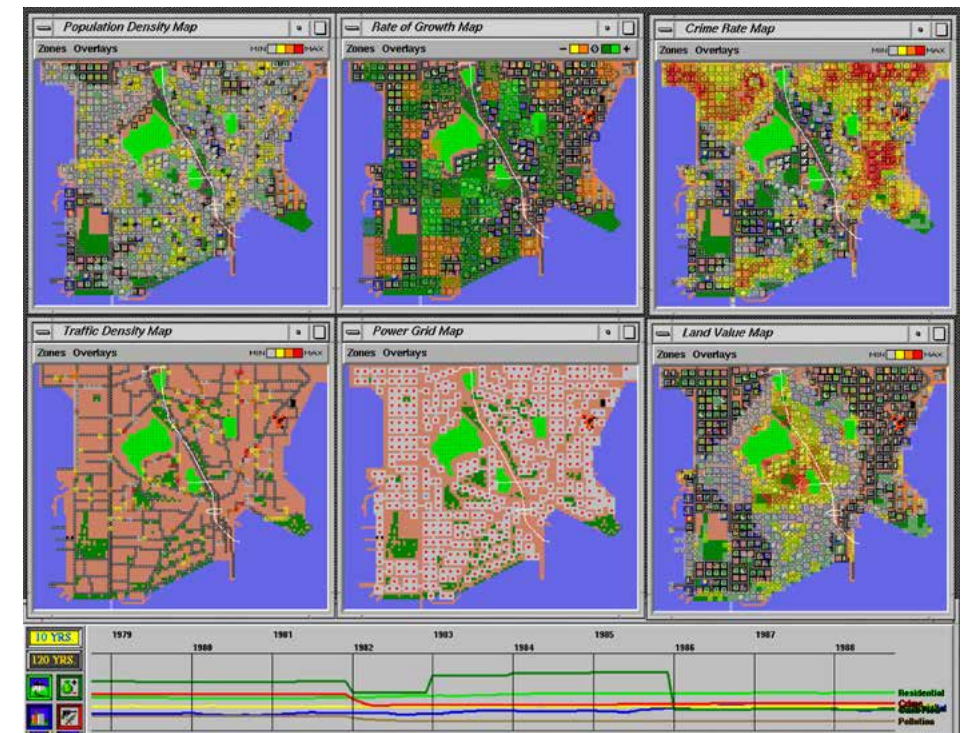 Population Density Map
Rate of Growth Map
Crime Rate Map
Zones Overlays MIN MAX
Zones Overlays − 0 +
Zones Overlays MIN MAX
Traffic Density Map
Power Grid Map
Land Value Map
Zones Overlays MIN MAX
Zones Overlays
Zones Overlays MIN MAX
10 YRS.
120 YRS.
1979 1981 1983 1985 1987
1980 1982 1984 1986 1988
Residential
Crime
Pollution